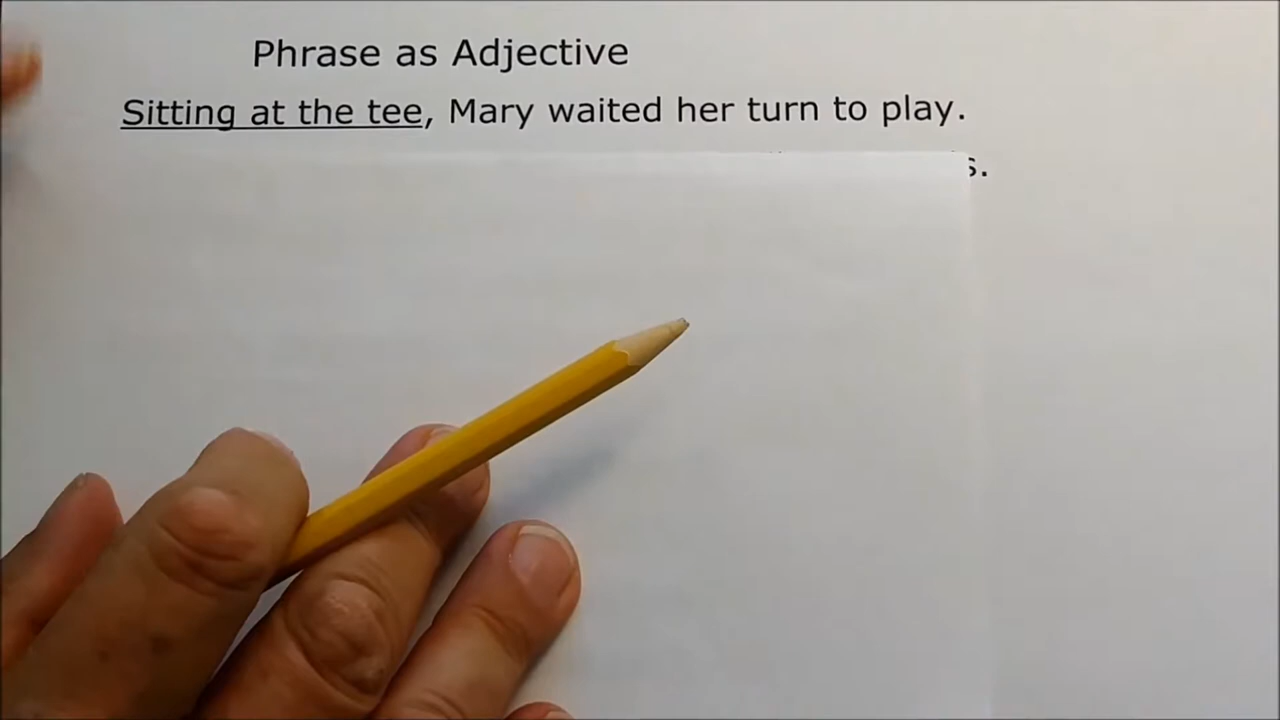 Phrase as Adjective
Sitting at the tee, Mary waited her turn to play.
s.